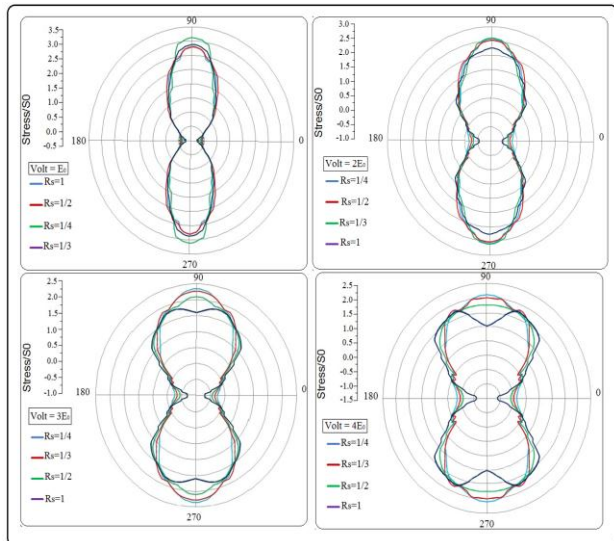 90
3.5
3.0
2.5
2.0
1.5
1.0
0.5
0.0
-0.5
Stress/S0
180
0
270
Volt = E₀
Rs=1
Rs=1/2
Rs=1/4
Rs=1/3
90
3.5
3.0
2.5
2.0
1.5
1.0
0.5
0.0
-0.5
-1.0
Stress/S0
180
0
270
Volt = 2E₀
Rs=1/4
Rs=1/2
Rs=1/3
Rs=1
90
2.5
2.0
1.5
1.0
0.5
0.0
-0.5
-1.0
Stress/S0
180
0
270
Volt = 3E₀
Rs=1/4
Rs=1/3
Rs=1/2
Rs=1
90
2.5
2.0
1.5
1.0
0.5
0.0
-0.5
-1.0
-1.5
Stress/S0
180
0
270
Volt = 4E₀
Rs=1/4
Rs=1/3
Rs=1/2
Rs=1